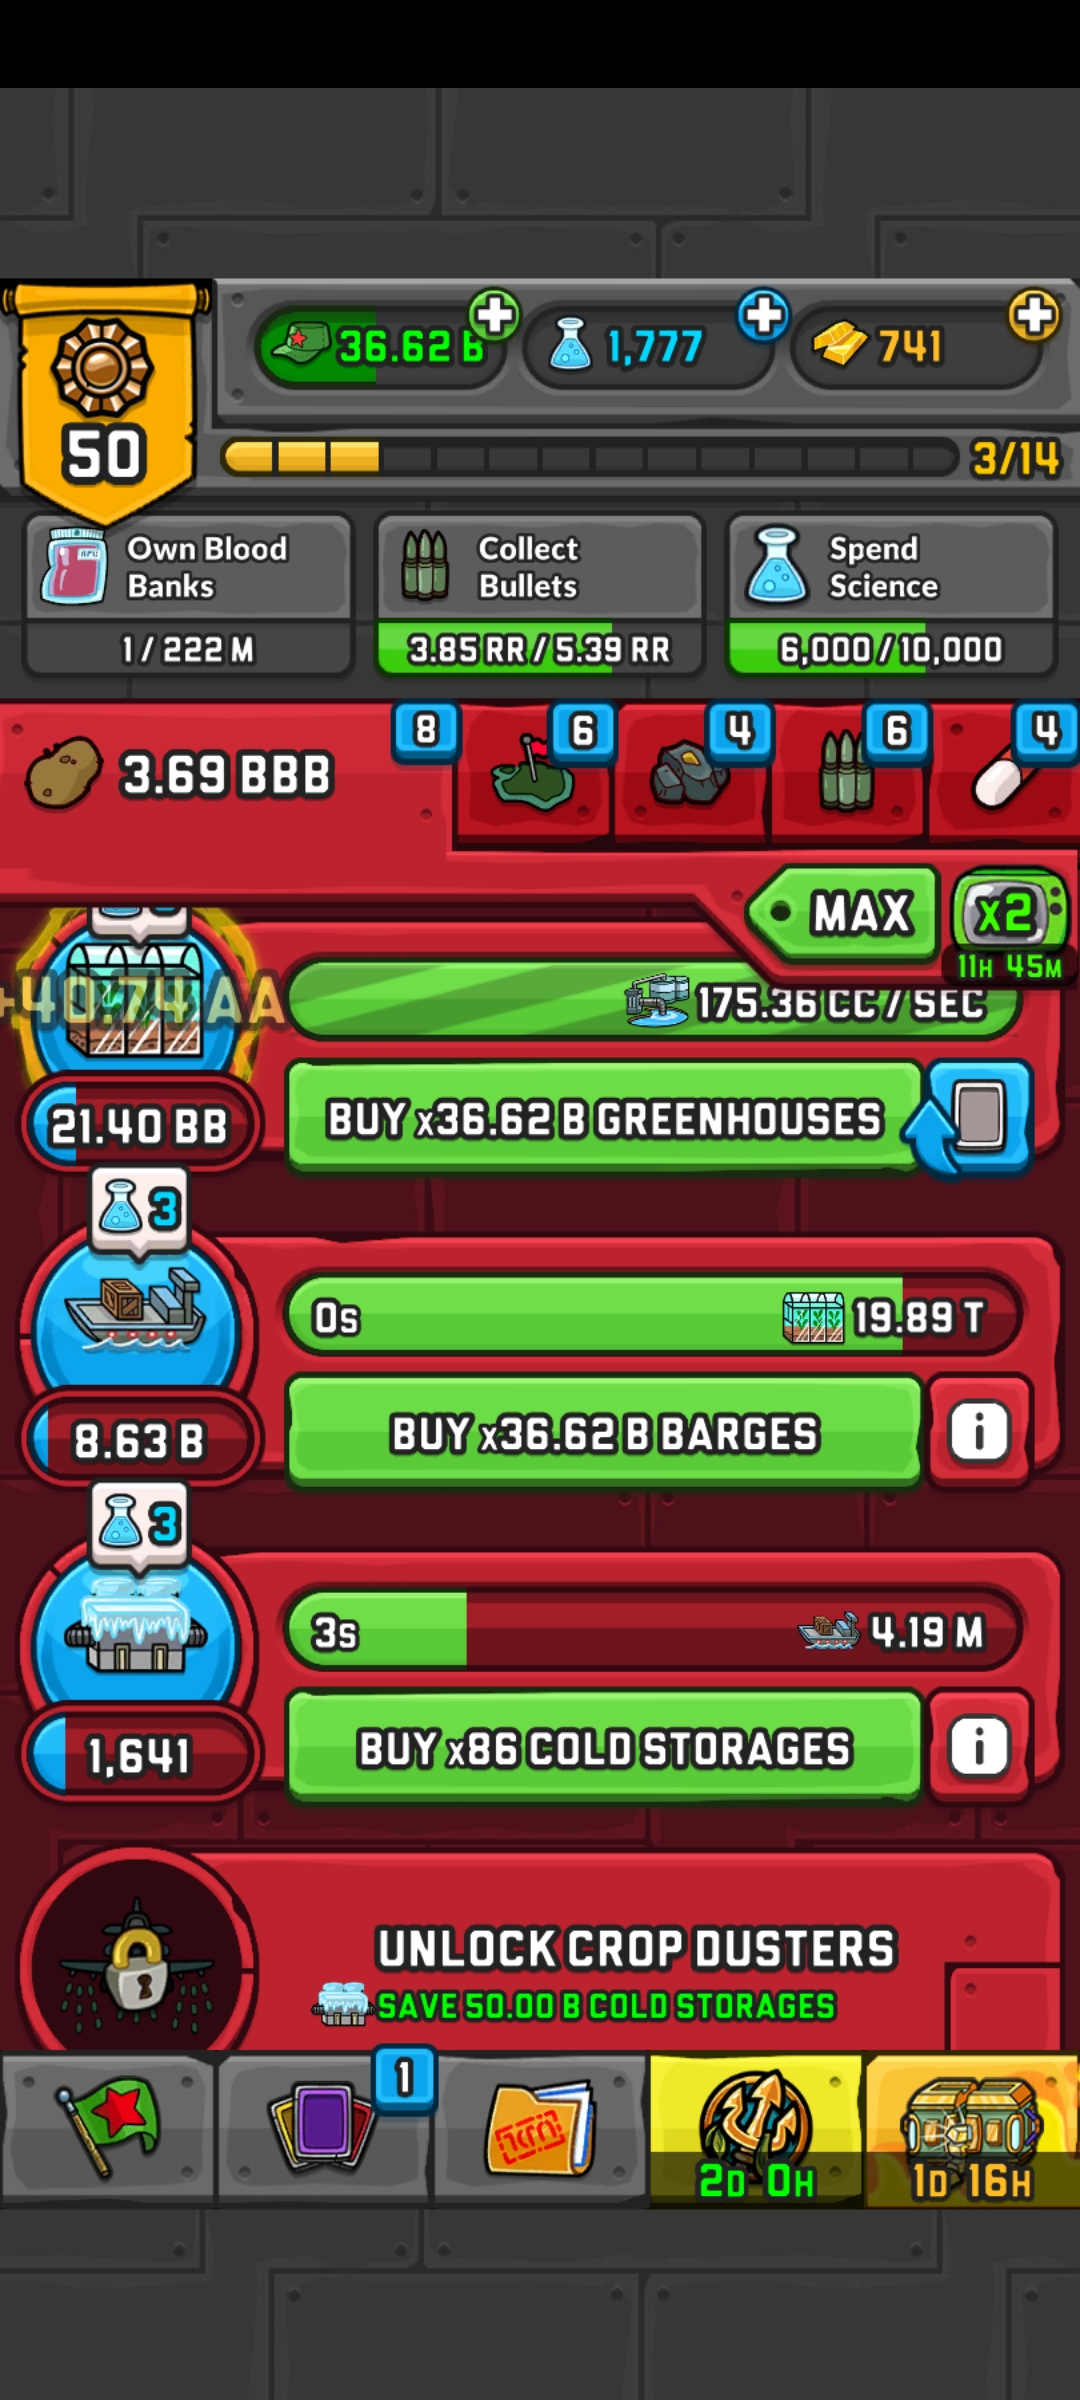 36.62 B
1,777
741
50
3/14
Own Blood
Banks
1 / 222 M
Collect
Bullets
3.85 RR / 5.39 RR
Spend
Science
6,000 / 10,000
3.69 BBB
8
6
4
6
4
MAX
x2
11H 45M
+40.74 AA
175.36 CC / SEC
21.40 BB
BUY x36.62 B GREENHOUSES
3
0s
19.89 T
8.63 B
BUY x36.62 B BARGES
i
3
3s
4.19 M
1,641
BUY x86 COLD STORAGES
i
UNLOCK CROP DUSTERS
SAVE 50.00 B COLD STORAGES
1
2D 0H
1D 16H